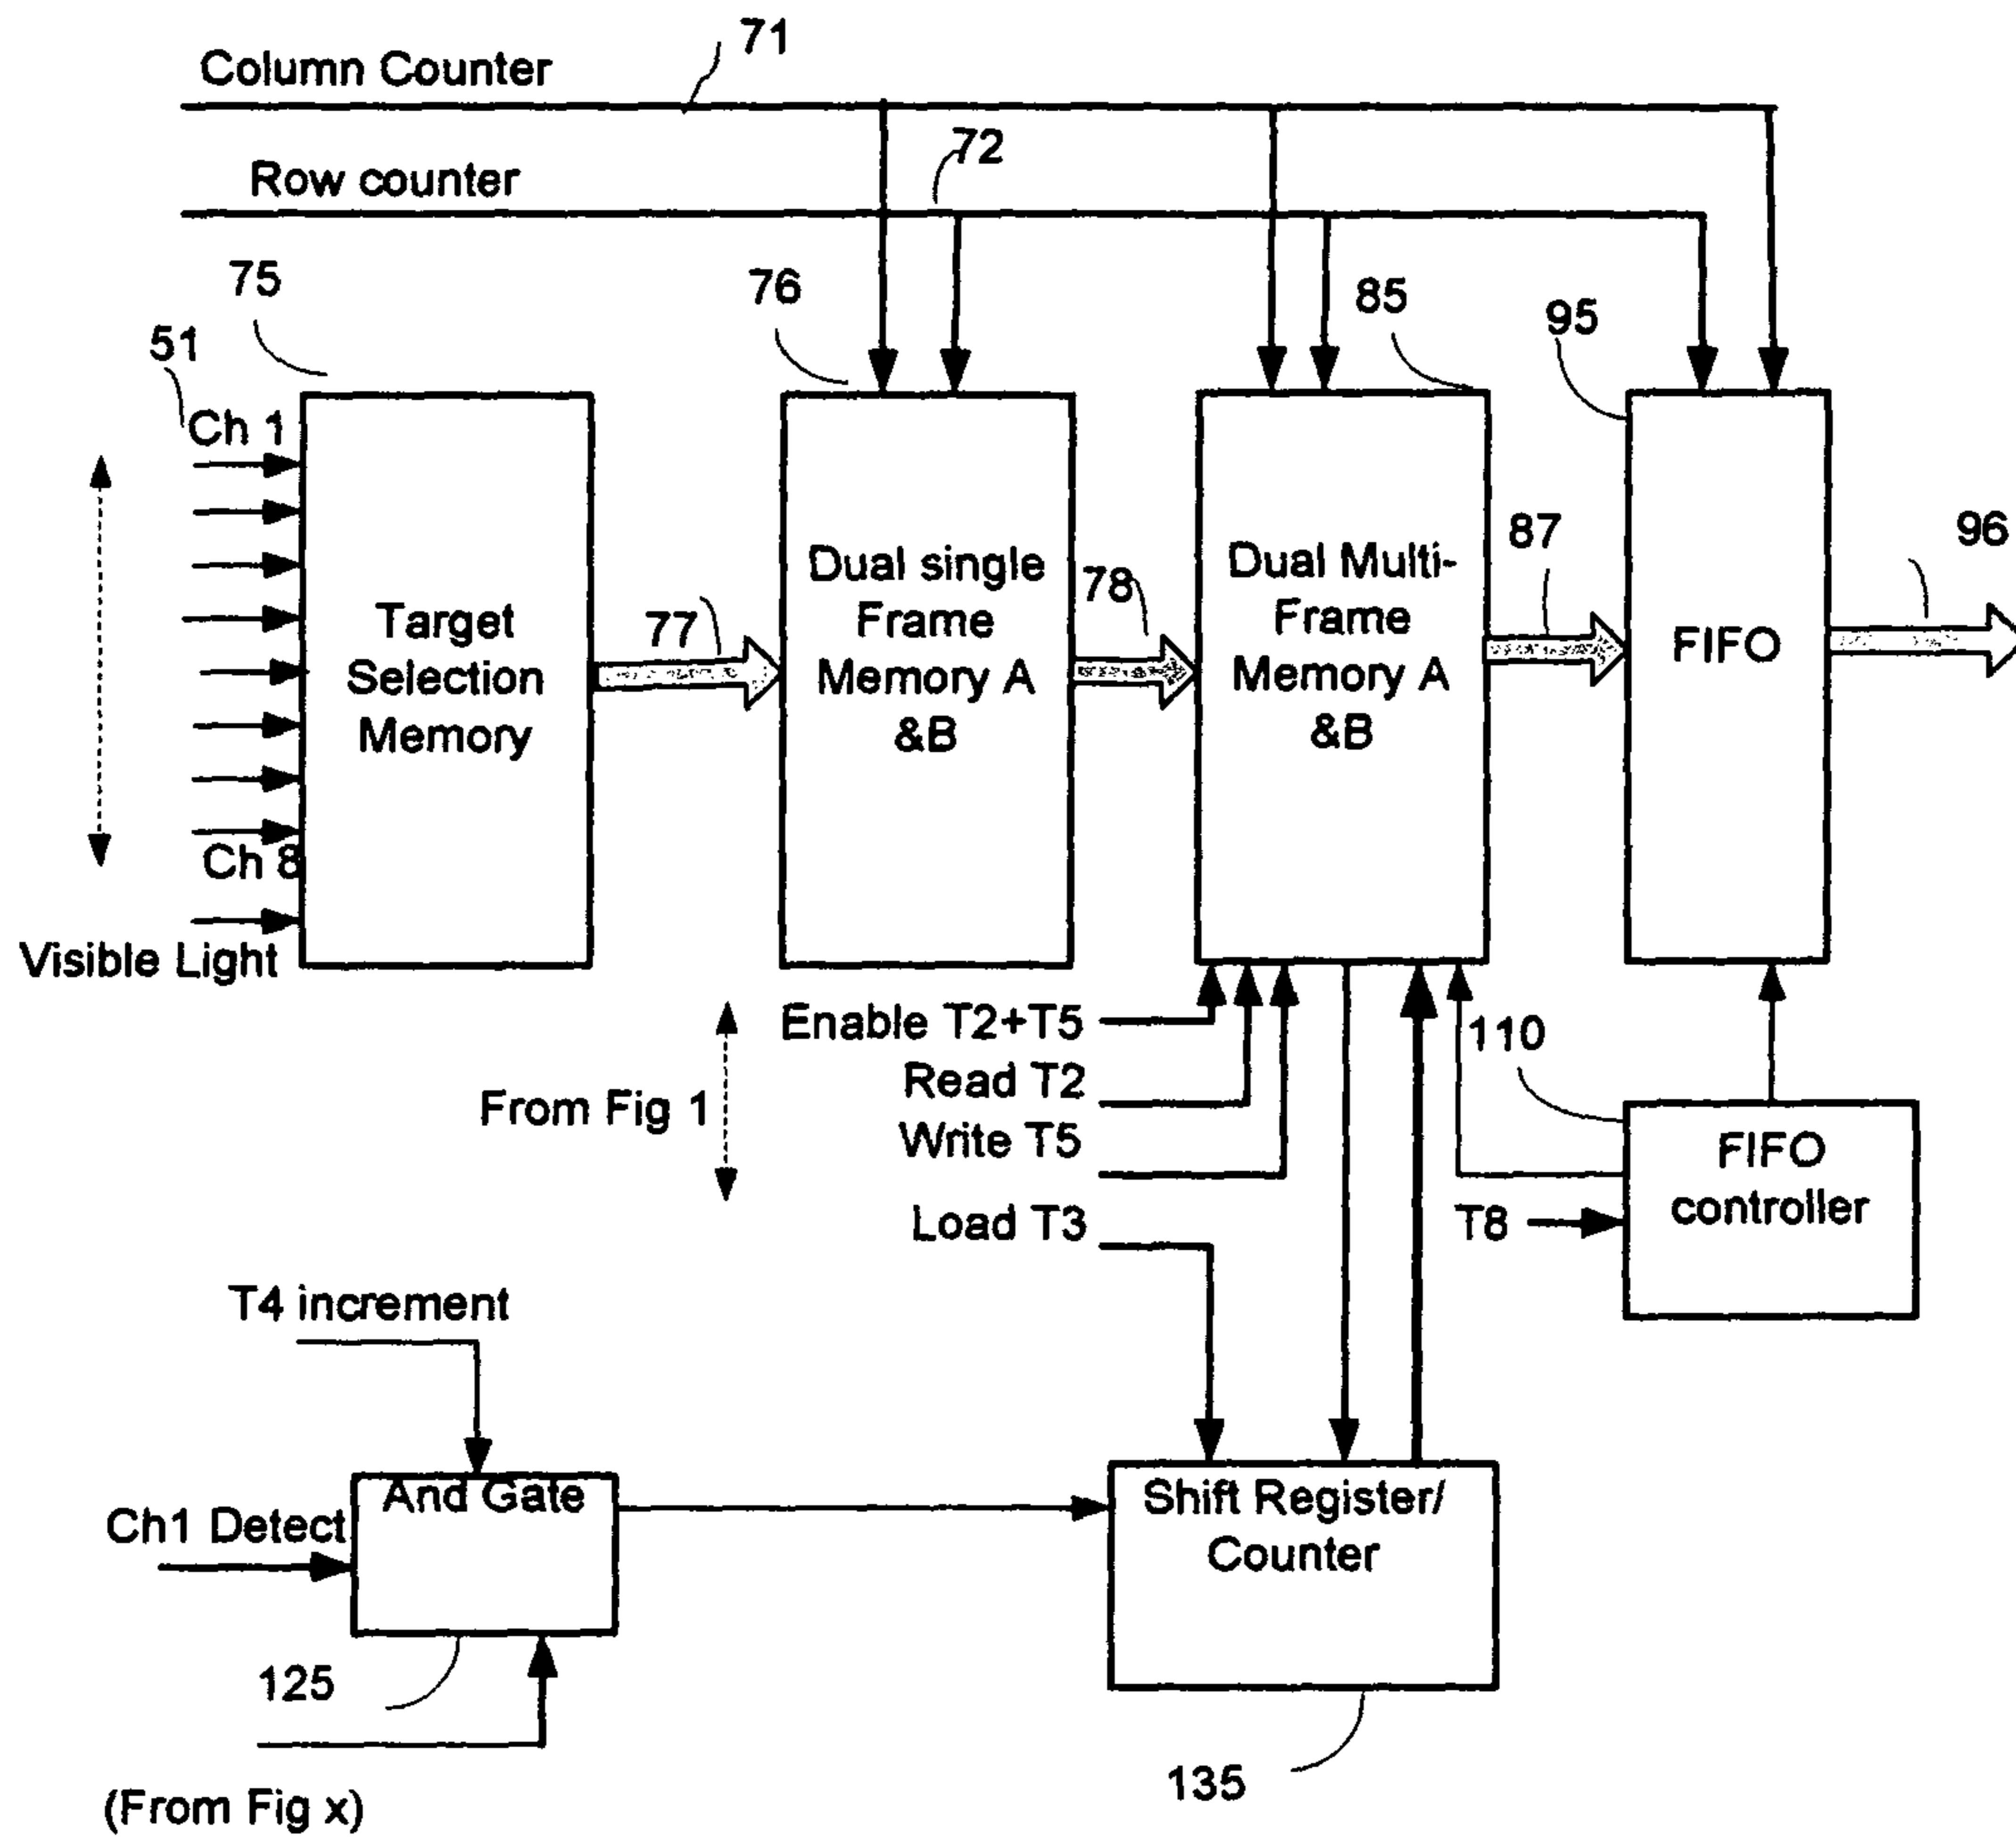 71
Column Counter
72
Row counter
75
76
85
95
51
Ch 1
Ch 8
Visible Light
Target
Selection
Memory
77
Dual single
Frame
Memory A
&B
78
Dual Multi-
Frame
Memory A
&B
87
FIFO
96
Enable T2+T5
Read T2
Write T5
From Fig 1
Load T3
110
FIFO
controller
T8
T4 increment
And Gate
Ch1 Detect
125
(From Fig x)
Shift Register/
Counter
135